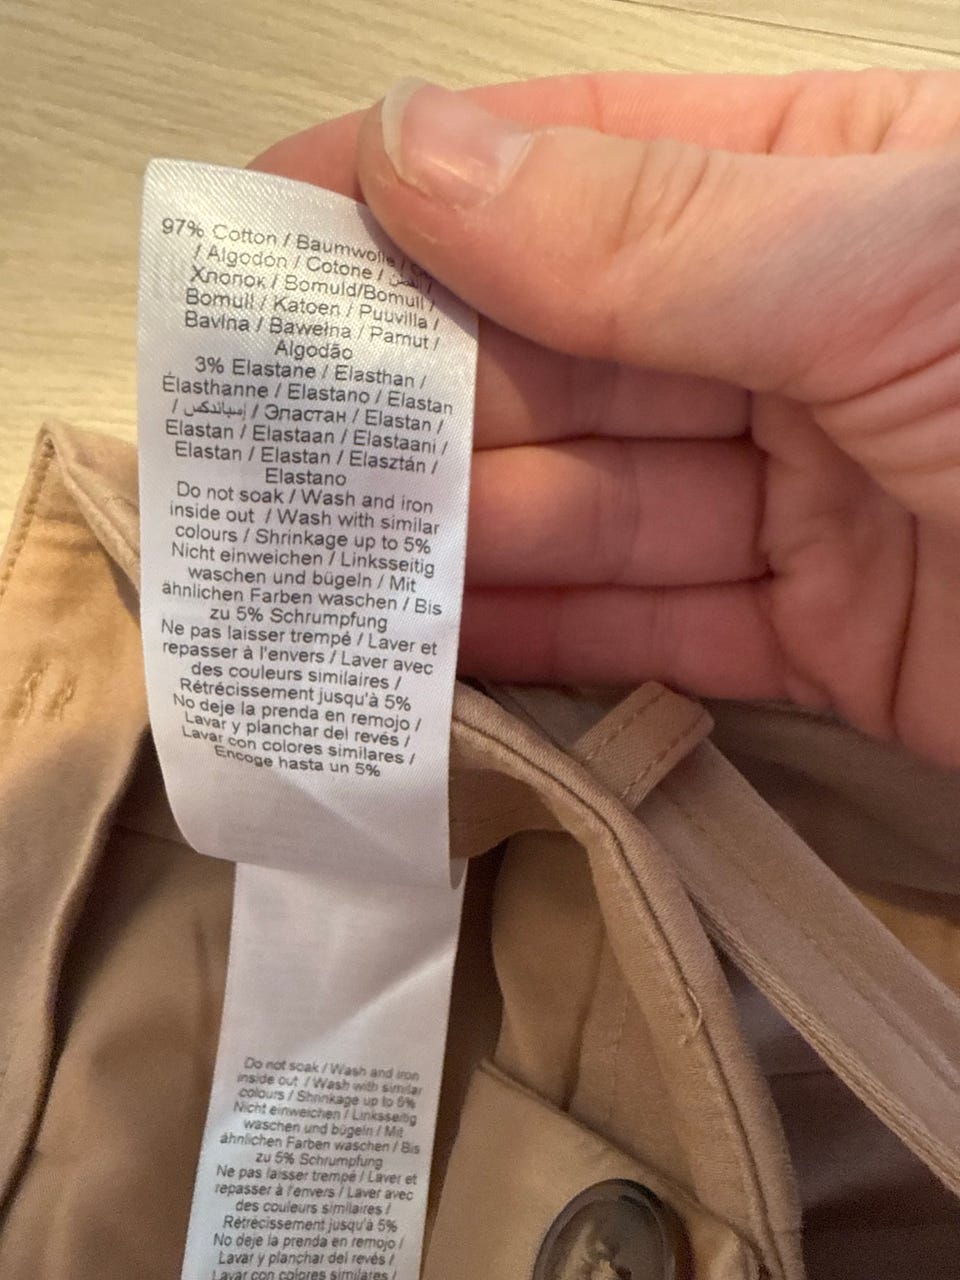 97% Cotton / Baumwolle /
/ Algodón / Cotone / القطن /
Хлопок / Bomuld/Bomull /
Bomull / Katoen / Puuvilla /
Bavlna / Bawełna / Pamut /
Algodão
3% Elastane / Elasthan /
Élasthanne / Elastano / Elastan
/ إسباندكس / Эластан / Elastan /
Elastan / Elastaan / Elastaani /
Elastan / Elastan / Elasztán /
Elastano
Do not soak / Wash and iron
inside out / Wash with similar
colours / Shrinkage up to 5%
Nicht einweichen / Linksseitig
waschen und bügeln / Mit
ähnlichen Farben waschen / Bis
zu 5% Schrumpfung
Ne pas laisser trempé / Laver et
repasser à l'envers / Laver avec
des couleurs similaires /
Rétrécissement jusqu'à 5%
No deje la prenda en remojo /
Lavar y planchar del revés /
Lavar con colores similares /
Encoge hasta un 5%
Do not soak / Wash and iron
inside out / Wash with similar
colours / Shrinkage up to 5%
Nicht einweichen / Linksseitig
waschen und bügeln / Mit
ähnlichen Farben waschen / Bis
zu 5% Schrumpfung
Ne pas laisser trempé / Laver et
repasser à l'envers / Laver avec
des couleurs similaires /
Rétrécissement jusqu'à 5%
No deje la prenda en remojo /
Lavar y planchar del revés /
Lavar con colores similares /